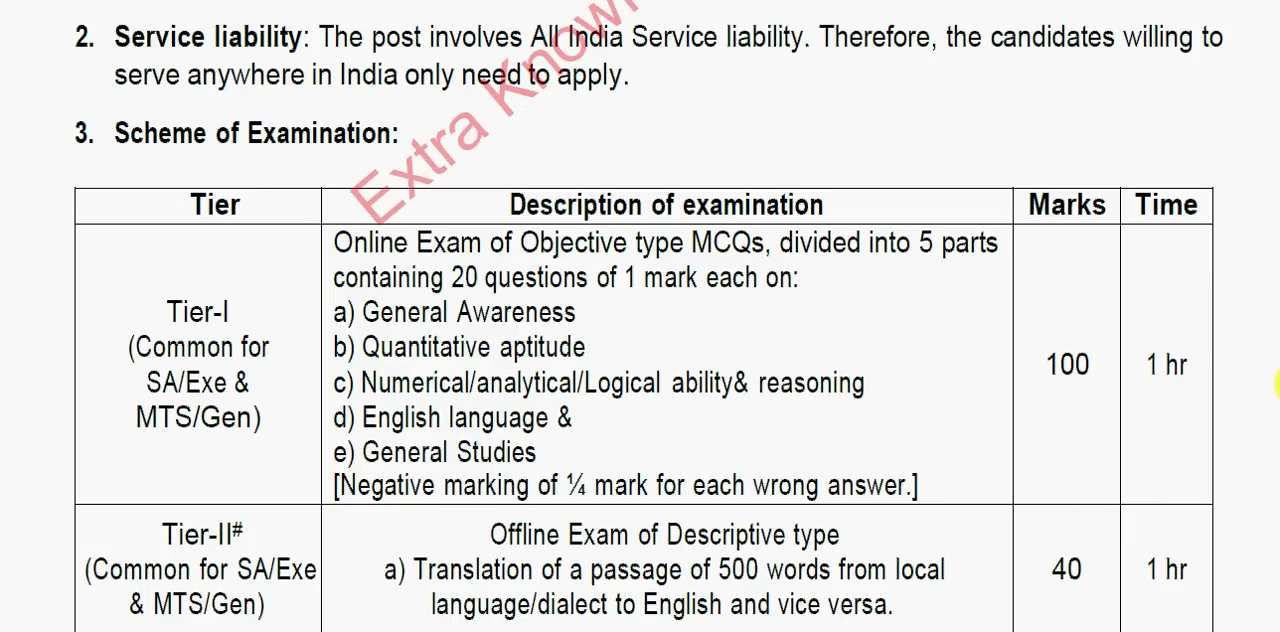 2. Service liability: The post involves All India Service liability. Therefore, the candidates willing to
serve anywhere in India only need to apply.
3. Scheme of Examination:
Extra Know
Tier Description of examination Marks Time
Tier-I
(Common for
SA/Exe &
MTS/Gen)
Online Exam of Objective type MCQs, divided into 5 parts
containing 20 questions of 1 mark each on:
a) General Awareness
b) Quantitative aptitude
c) Numerical/analytical/Logical ability& reasoning
d) English language &
e) General Studies
[Negative marking of ¼ mark for each wrong answer.]
100
1 hr
Tier-II#
(Common for SA/Exe
& MTS/Gen)
Offline Exam of Descriptive type
a) Translation of a passage of 500 words from local
language/dialect to English and vice versa.
40
1 hr